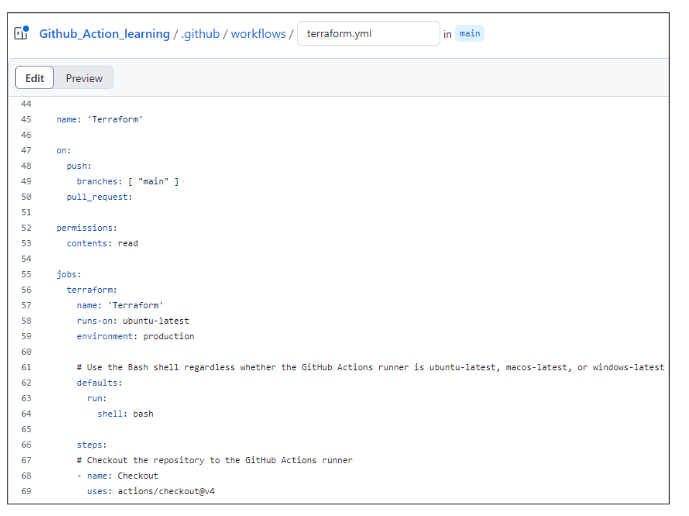 Github_Action_learning / .github / workflows / terraform.yml in main
Edit Preview
44
45 name: 'Terraform'
46
47 on:
48   push:
49     branches: [ "main" ]
50   pull_request:
51
52 permissions:
53   contents: read
54
55 jobs:
56   terraform:
57     name: 'Terraform'
58     runs-on: ubuntu-latest
59     environment: production
60
61     # Use the Bash shell regardless whether the GitHub Actions runner is ubuntu-latest, macos-latest, or windows-latest
62     defaults:
63       run:
64         shell: bash
65
66     steps:
67     # Checkout the repository to the GitHub Actions runner
68     - name: Checkout
69       uses: actions/checkout@v4